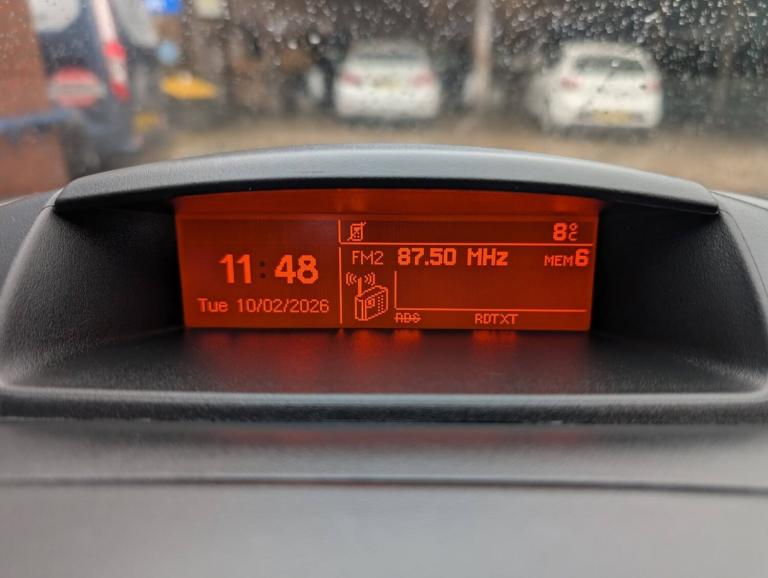 11:48
Tue 10/02/2026
8°C
FM2 87.50 MHz MEM6
RDS RDTXT